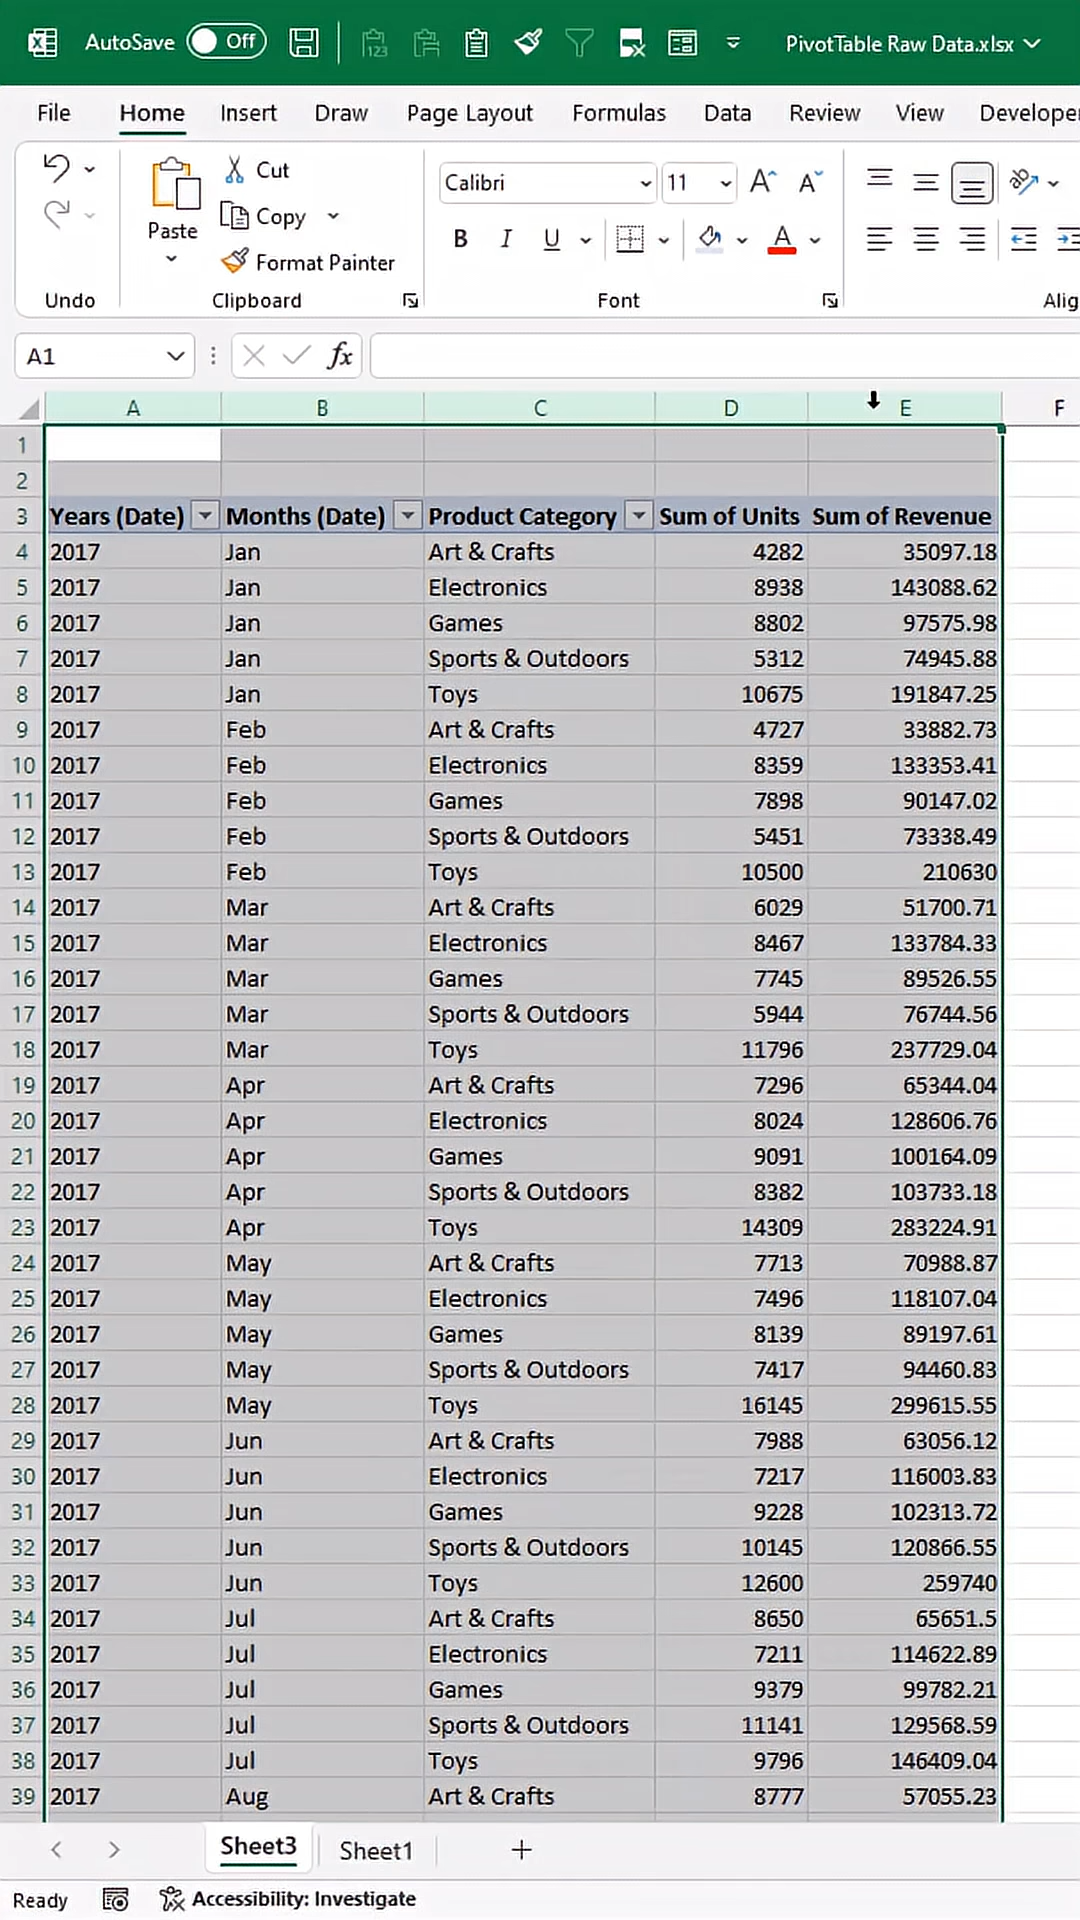 AutoSave Off 123 PivotTable Raw Data.xlsx
File Home Insert Draw Page Layout Formulas Data Review View Developer
Cut
Calibri 11 A A ab
Copy
Paste
B I U A
Format Painter
Undo Clipboard Font Alig
A1 fx
A B C D E F
1
2
3 Years (Date) Months (Date) Product Category Sum of Units Sum of Revenue
4 2017 Jan Art & Crafts 4282 35097.18
5 2017 Jan Electronics 8938 143088.62
6 2017 Jan Games 8802 97575.98
7 2017 Jan Sports & Outdoors 5312 74945.88
8 2017 Jan Toys 10675 191847.25
9 2017 Feb Art & Crafts 4727 33882.73
10 2017 Feb Electronics 8359 133353.41
11 2017 Feb Games 7898 90147.02
12 2017 Feb Sports & Outdoors 5451 73338.49
13 2017 Feb Toys 10500 210630
14 2017 Mar Art & Crafts 6029 51700.71
15 2017 Mar Electronics 8467 133784.33
16 2017 Mar Games 7745 89526.55
17 2017 Mar Sports & Outdoors 5944 76744.56
18 2017 Mar Toys 11796 237729.04
19 2017 Apr Art & Crafts 7296 65344.04
20 2017 Apr Electronics 8024 128606.76
21 2017 Apr Games 9091 100164.09
22 2017 Apr Sports & Outdoors 8382 103733.18
23 2017 Apr Toys 14309 283224.91
24 2017 May Art & Crafts 7713 70988.87
25 2017 May Electronics 7496 118107.04
26 2017 May Games 8139 89197.61
27 2017 May Sports & Outdoors 7417 94460.83
28 2017 May Toys 16145 299615.55
29 2017 Jun Art & Crafts 7988 63056.12
30 2017 Jun Electronics 7217 116003.83
31 2017 Jun Games 9228 102313.72
32 2017 Jun Sports & Outdoors 10145 120866.55
33 2017 Jun Toys 12600 259740
34 2017 Jul Art & Crafts 8650 65651.5
35 2017 Jul Electronics 7211 114622.89
36 2017 Jul Games 9379 99782.21
37 2017 Jul Sports & Outdoors 11141 129568.59
38 2017 Jul Toys 9796 146409.04
39 2017 Aug Art & Crafts 8777 57055.23
Sheet3 Sheet1
Ready Accessibility: Investigate